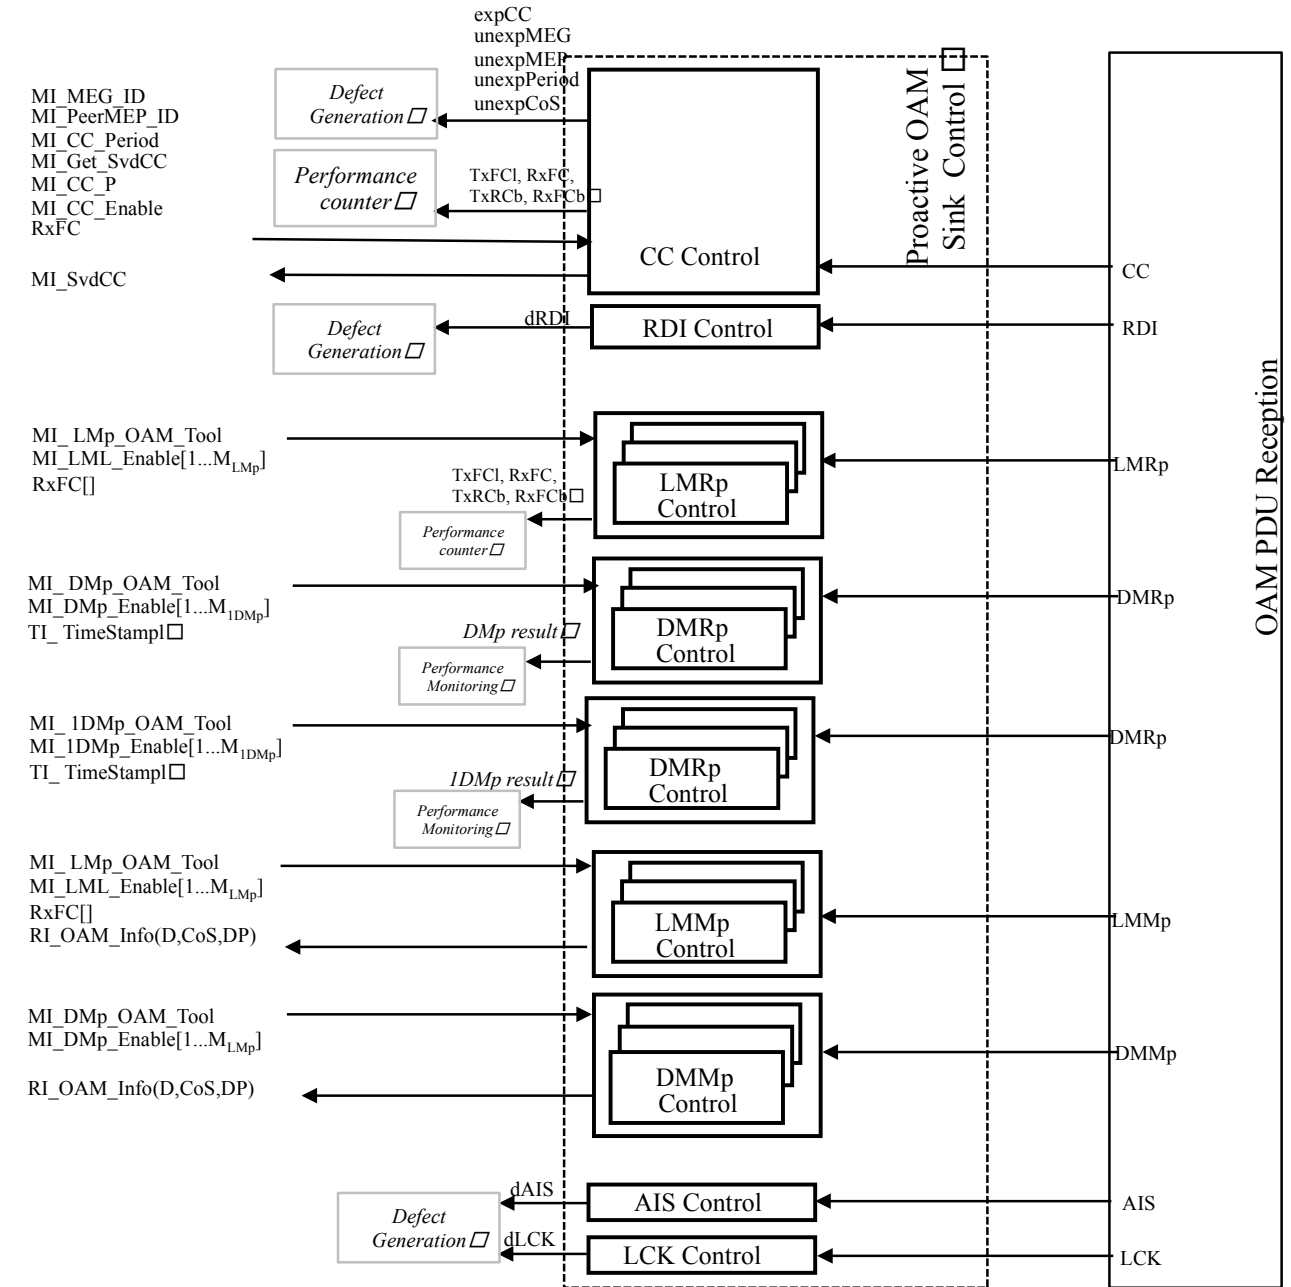 expCC
unexpMEG
unexpMEP
unexpPeriod
unexpCoS
Defect
Generation
MI_MEG_ID
MI_PeerMEP_ID
MI_CC_Period
MI_Get_SvdCC
MI_CC_P
MI_CC_Enable
RxFC
Performance
counter
TxFCl, RxFC,
TxRCb, RxFCb
Proactive OAM
Sink Control
CC Control
CC
MI_SvdCC
Defect
Generation
dRDI
RDI Control
RDI
OAM PDU Reception
MI_ LMp_OAM_Tool
MI_LML_Enable[1...MLMp]
RxFC[]
TxFCl, RxFC,
TxRCb, RxFCb
Performance
counter
LMRp
Control
LMRp
MI_ DMp_OAM_Tool
MI_DMp_Enable[1...M1DMp]
TI_ TimeStampl
DMp result
Performance
Monitoring
DMRp
Control
DMRp
MI_ 1DMp_OAM_Tool
MI_1DMp_Enable[1...M1DMp]
TI_ TimeStampl
1DMp result
Performance
Monitoring
DMRp
Control
DMRp
MI_ LMp_OAM_Tool
MI_LML_Enable[1...MLMp]
RxFC[]
RI_OAM_Info(D,CoS,DP)
LMMp
Control
LMMp
MI_DMp_OAM_Tool
MI_DMp_Enable[1...MLMp]
RI_OAM_Info(D,CoS,DP)
DMMp
Control
DMMp
Defect
Generation
dAIS
AIS Control
AIS
dLCK
LCK Control
LCK